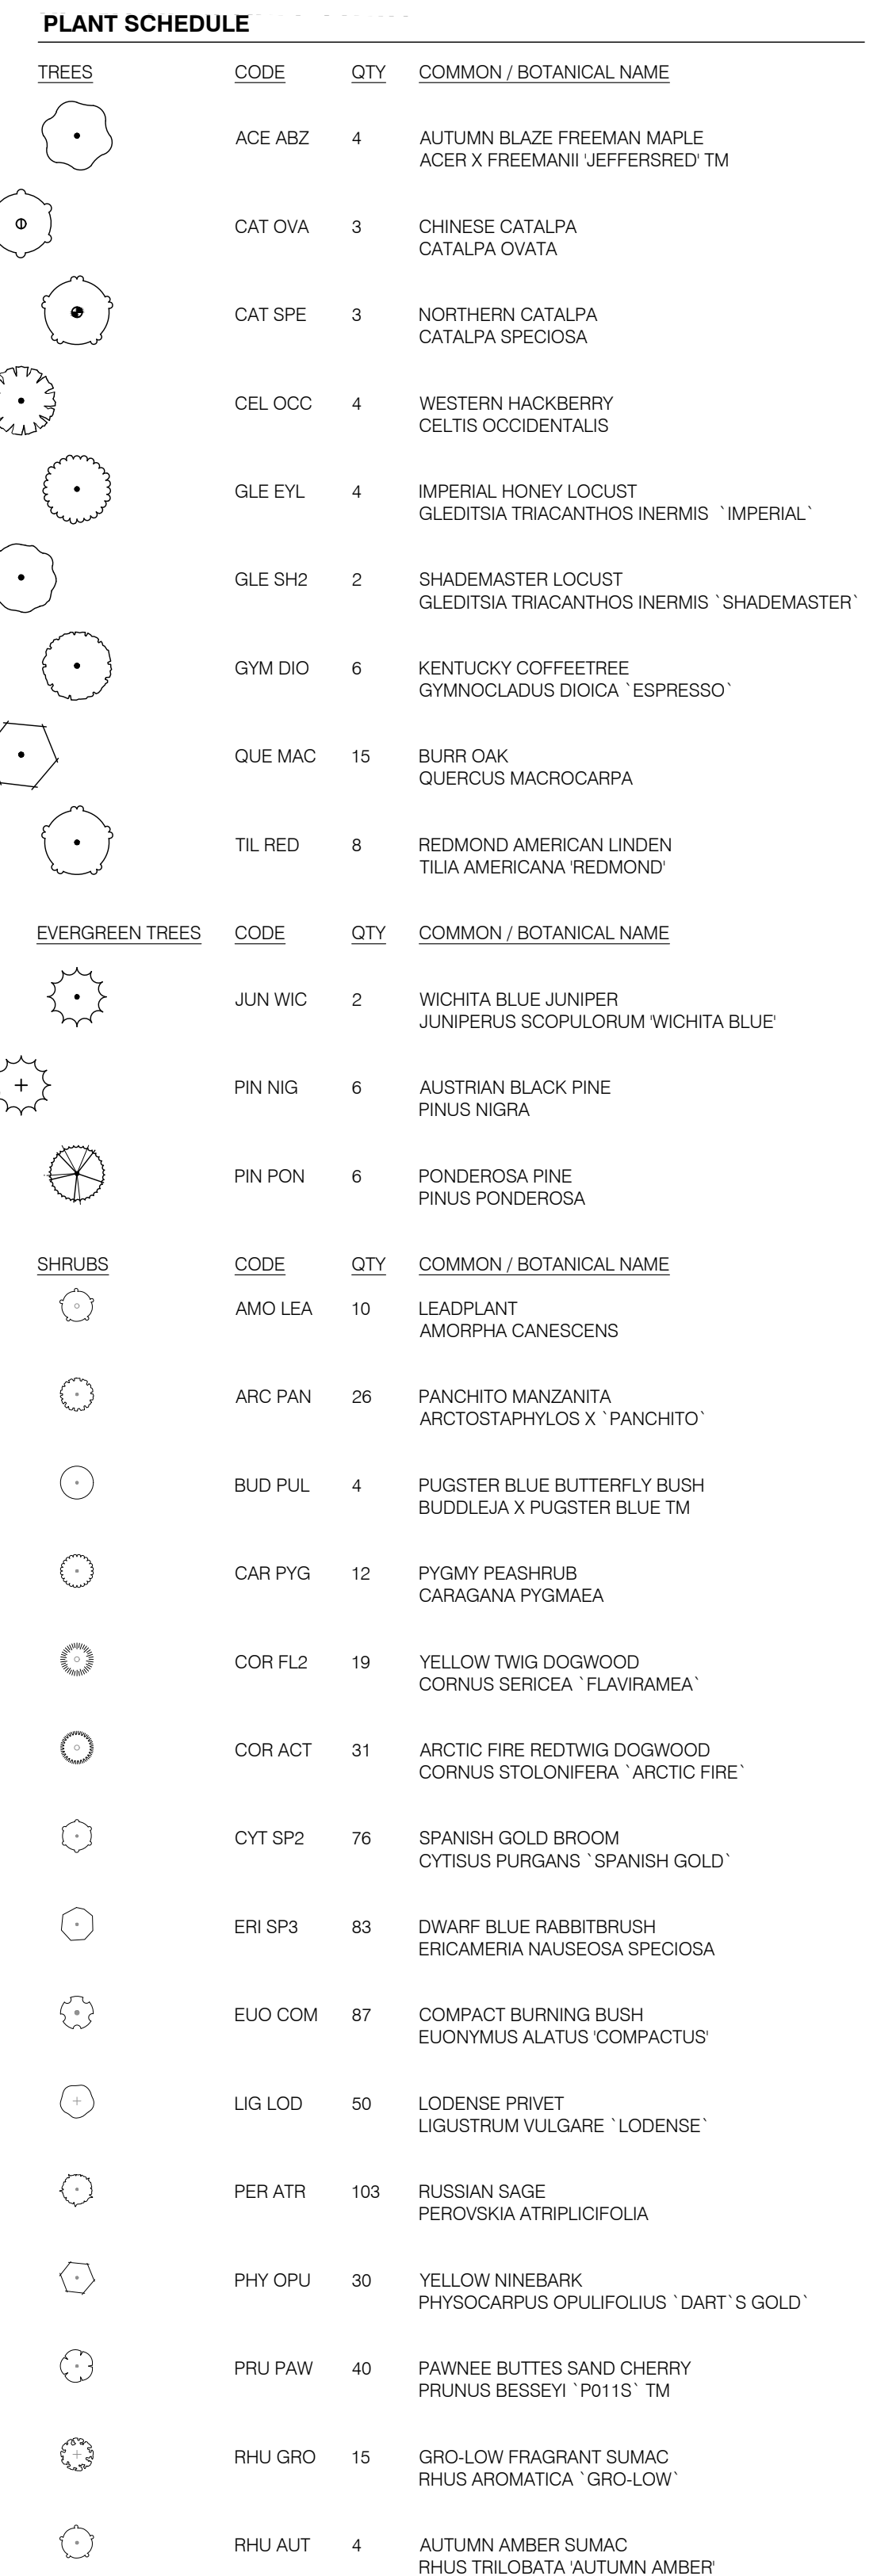 PLANT SCHEDULE
TREES CODE QTY COMMON / BOTANICAL NAME
ACE ABZ 4 AUTUMN BLAZE FREEMAN MAPLE
ACER X FREEMANII 'JEFFERSRED' TM
CAT OVA 3 CHINESE CATALPA
CATALPA OVATA
CAT SPE 3 NORTHERN CATALPA
CATALPA SPECIOSA
CEL OCC 4 WESTERN HACKBERRY
CELTIS OCCIDENTALIS
GLE EYL 4 IMPERIAL HONEY LOCUST
GLEDITSIA TRIACANTHOS INERMIS `IMPERIAL`
GLE SH2 2 SHADEMASTER LOCUST
GLEDITSIA TRIACANTHOS INERMIS `SHADEMASTER`
GYM DIO 6 KENTUCKY COFFEETREE
GYMNOCLADUS DIOICA `ESPRESSO`
QUE MAC 15 BURR OAK
QUERCUS MACROCARPA
TIL RED 8 REDMOND AMERICAN LINDEN
TILIA AMERICANA 'REDMOND'
EVERGREEN TREES CODE QTY COMMON / BOTANICAL NAME
JUN WIC 2 WICHITA BLUE JUNIPER
JUNIPERUS SCOPULORUM 'WICHITA BLUE'
PIN NIG 6 AUSTRIAN BLACK PINE
PINUS NIGRA
PIN PON 6 PONDEROSA PINE
PINUS PONDEROSA
SHRUBS CODE QTY COMMON / BOTANICAL NAME
AMO LEA 10 LEADPLANT
AMORPHA CANESCENS
ARC PAN 26 PANCHITO MANZANITA
ARCTOSTAPHYLOS X `PANCHITO`
BUD PUL 4 PUGSTER BLUE BUTTERFLY BUSH
BUDDLEJA X PUGSTER BLUE TM
CAR PYG 12 PYGMY PEASHRUB
CARAGANA PYGMAEA
COR FL2 19 YELLOW TWIG DOGWOOD
CORNUS SERICEA `FLAVIRAMEA`
COR ACT 31 ARCTIC FIRE REDTWIG DOGWOOD
CORNUS STOLONIFERA `ARCTIC FIRE`
CYT SP2 76 SPANISH GOLD BROOM
CYTISUS PURGANS `SPANISH GOLD`
ERI SP3 83 DWARF BLUE RABBITBRUSH
ERICAMERIA NAUSEOSA SPECIOSA
EUO COM 87 COMPACT BURNING BUSH
EUONYMUS ALATUS 'COMPACTUS'
LIG LOD 50 LODENSE PRIVET
LIGUSTRUM VULGARE `LODENSE`
PER ATR 103 RUSSIAN SAGE
PEROVSKIA ATRIPLICIFOLIA
PHY OPU 30 YELLOW NINEBARK
PHYSOCARPUS OPULIFOLIUS `DART`S GOLD`
PRU PAW 40 PAWNEE BUTTES SAND CHERRY
PRUNUS BESSEYI `P011S` TM
RHU GRO 15 GRO-LOW FRAGRANT SUMAC
RHUS AROMATICA `GRO-LOW`
RHU AUT 4 AUTUMN AMBER SUMAC
RHUS TRILOBATA 'AUTUMN AMBER'